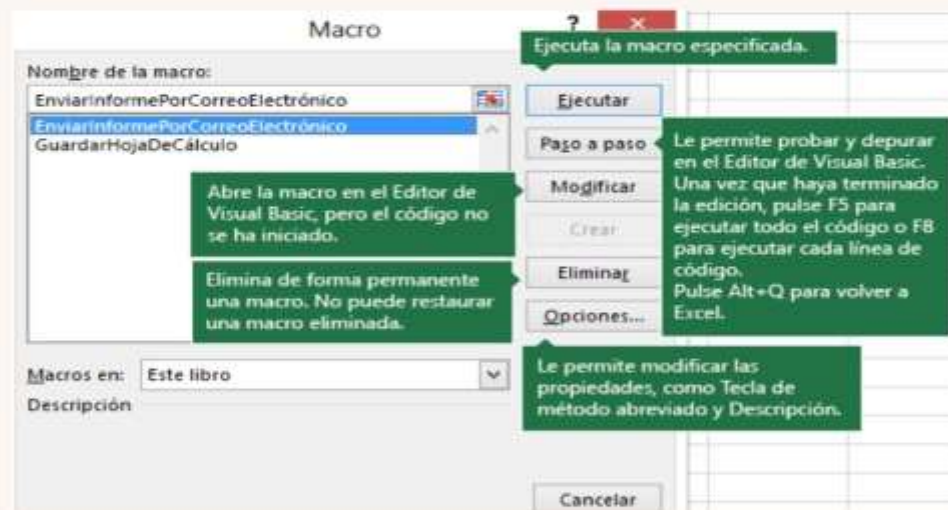 Macro
?
×
Ejecuta la macro especificada.
Nombre de la macro:
EnviarInformePorCorreoElectrónico
Ejecutar
EnviarInformePorCorreoElectrónico
GuardarHojaDeCálculo
Paso a paso
Le permite probar y depurar
en el Editor de Visual Basic.
Una vez que haya terminado
la edición, pulse F5 para
ejecutar todo el código o F8
para ejecutar cada línea de
código.
Pulse Alt+Q para volver a
Excel.
Abre la macro en el Editor de
Visual Basic, pero el código no
se ha iniciado.
Modificar
Crear
Elimina de forma permanente
una macro. No puede restaurar
una macro eliminada.
Eliminar
Opciones...
Le permite modificar las
propiedades, como Tecla de
método abreviado y Descripción.
Macros en:
Este libro
Descripción
Cancelar